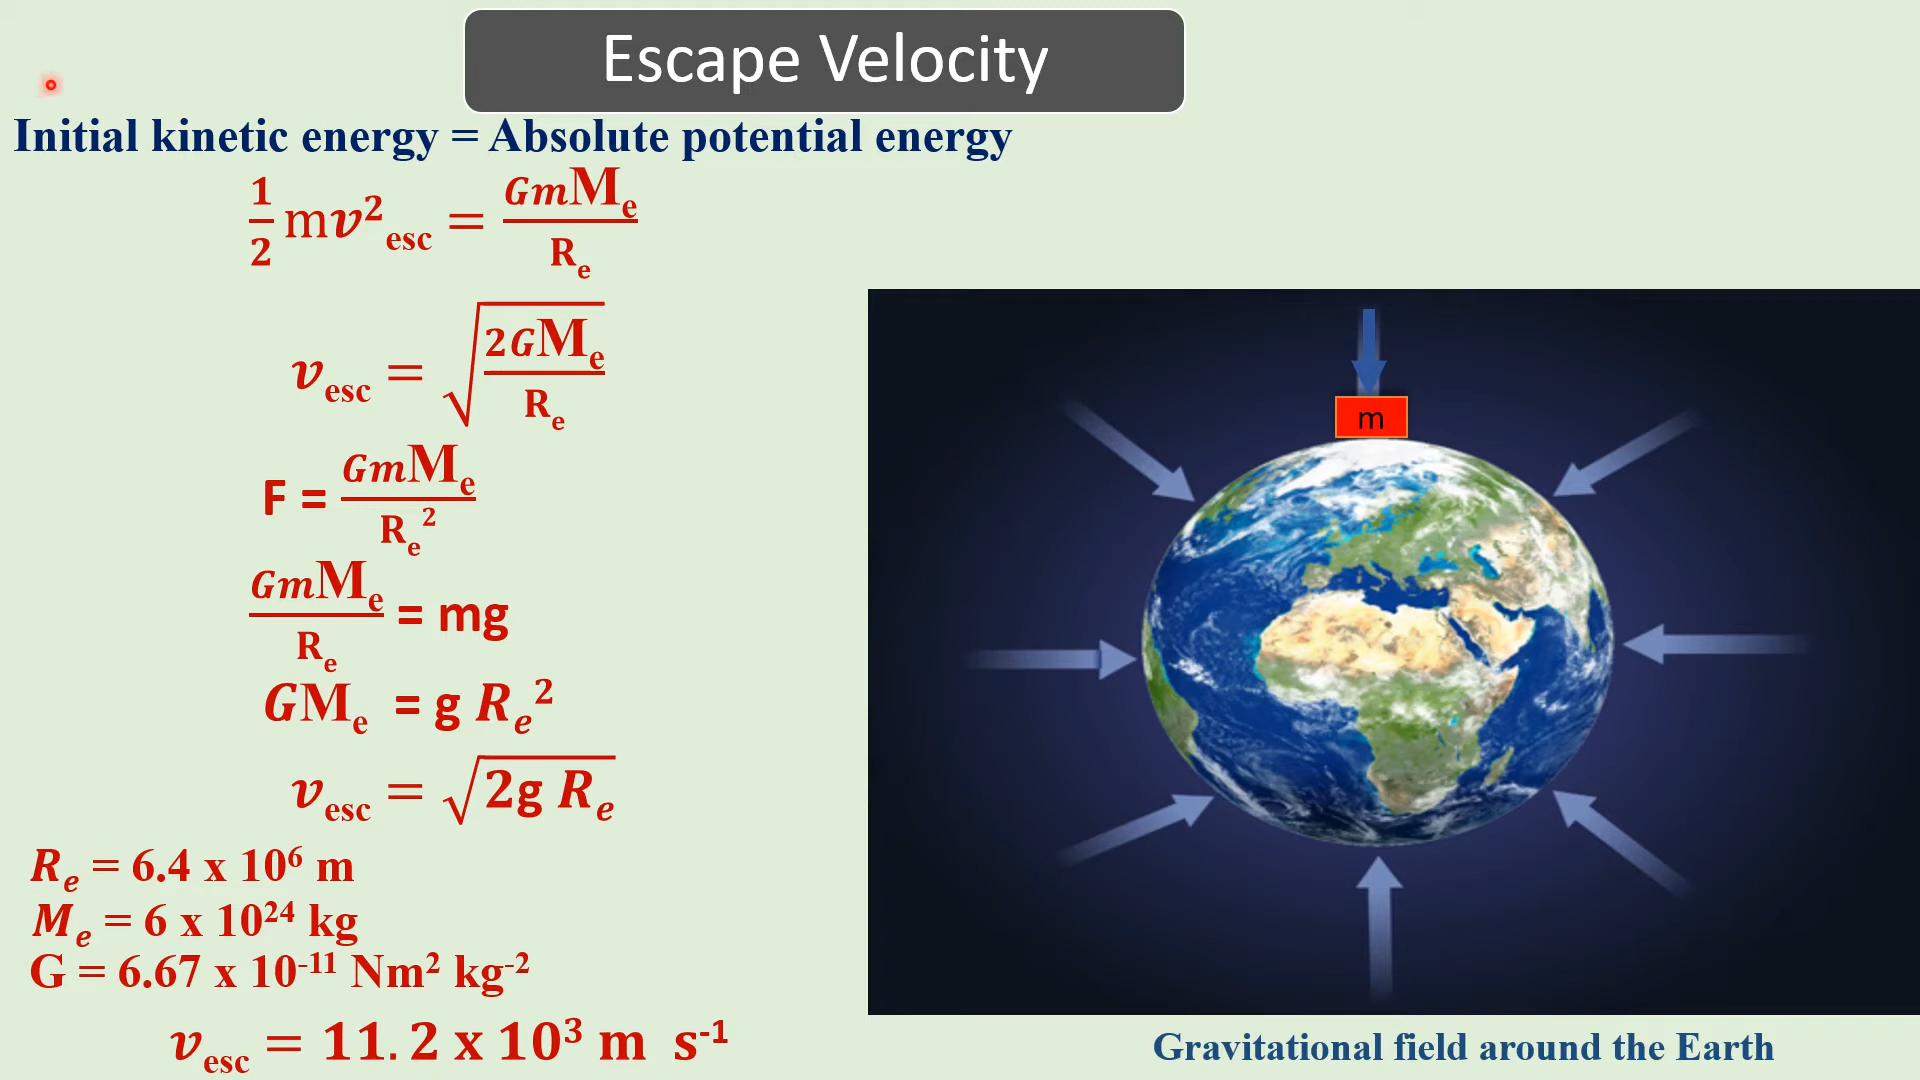 Escape Velocity
Initial kinetic energy = Absolute potential energy
1/2 mv²esc = GmMe/Re
vesc = √(2GMe/Re)
F = GmMe/Re²
GmMe/Re = mg
GMe = g Re²
vesc = √(2g Re)
m
Re = 6.4 x 10⁶ m
Me = 6 x 10²⁴ kg
G = 6.67 x 10⁻¹¹ Nm² kg⁻²
vesc = 11.2 x 10³ m s⁻¹
Gravitational field around the Earth